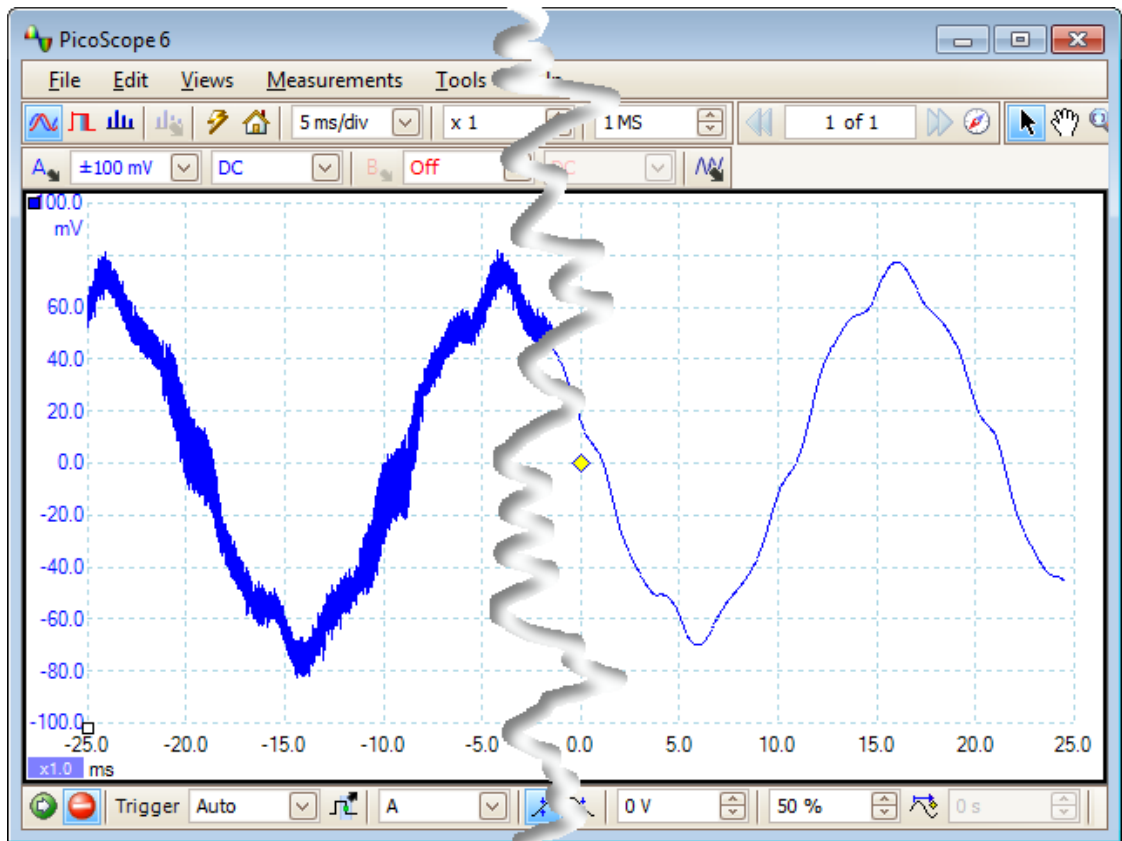 PicoScope 6
File Edit Views Measurements Tools
5 ms/div x 1 1 MS 1 of 1
A ±100 mV DC B Off DC
100.0
mV
60.0
40.0
20.0
0.0
-20.0
-40.0
-60.0
-80.0
-100.0
-25.0 -20.0 -15.0 -10.0 -5.0 0.0 5.0 10.0 15.0 20.0 25.0
x1.0 ms
Trigger Auto A 0 V 50 % 0 s